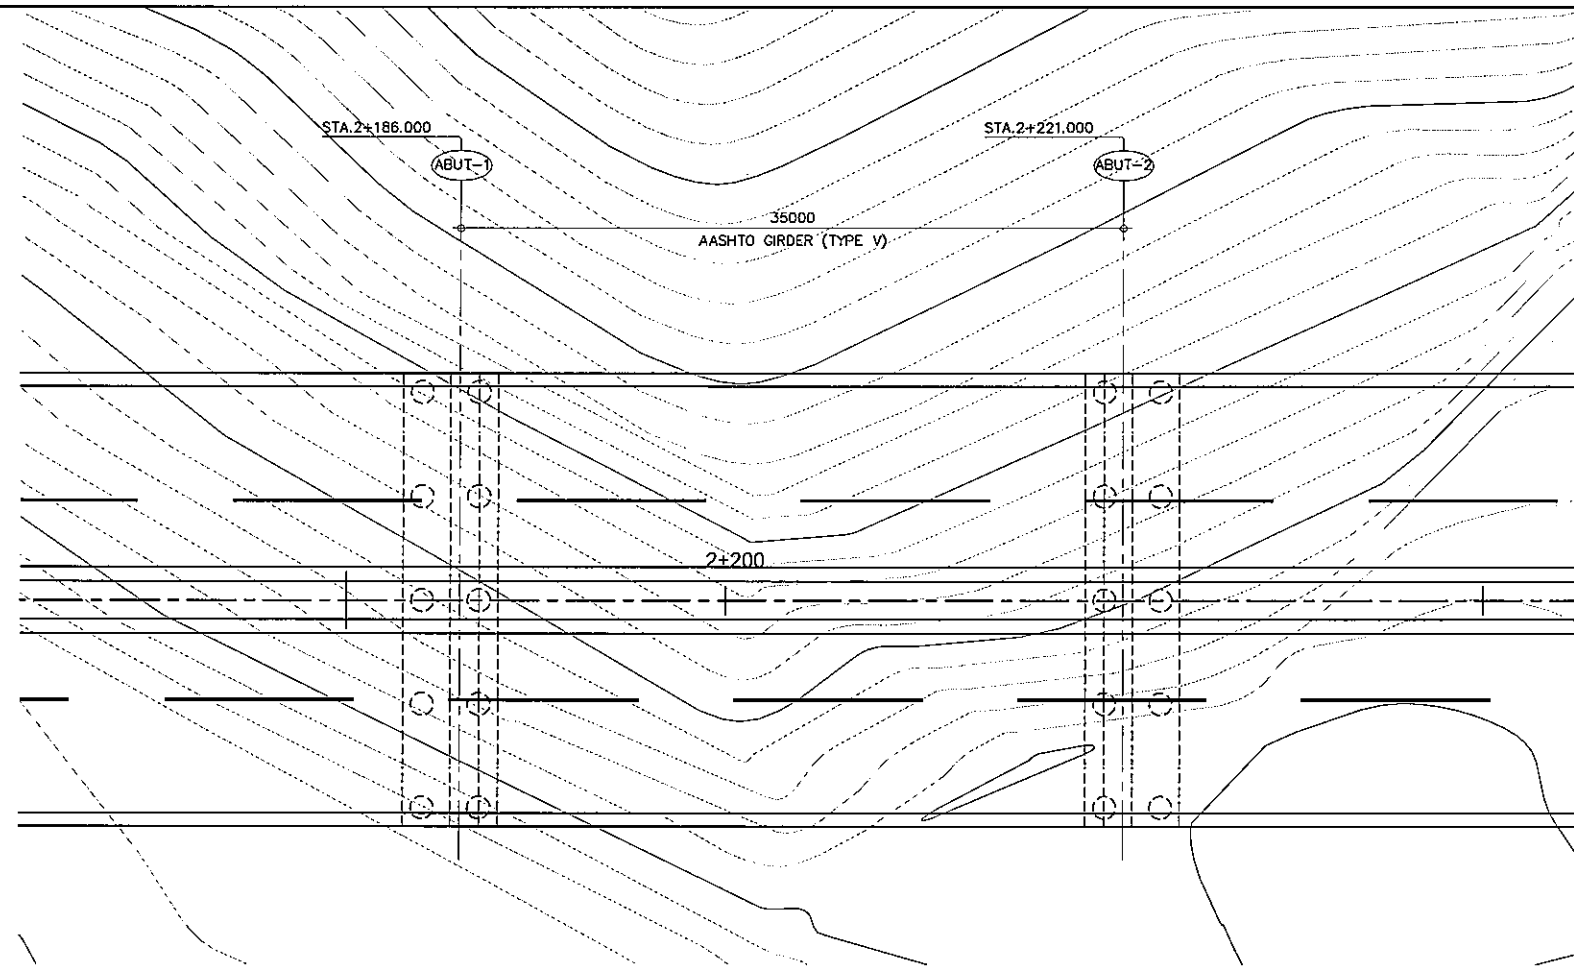 STA.2+186.000
STA.2+221.000
ABUT-1
ABUT-2
35000
AASHTO GIRDER (TYPE V)
2+200